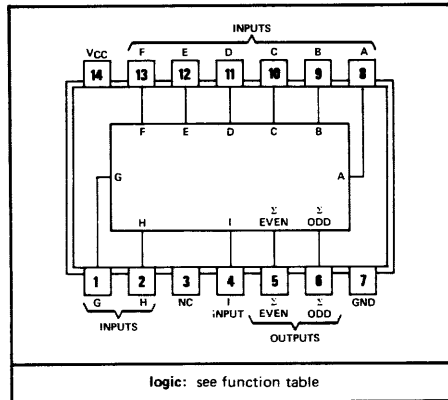 INPUTS
VCC F E D C B A
14 13 12 11 10 9 8
F E D C B
G A
H I Σ EVEN Σ ODD
1 2 3 4 5 6 7
G H NC I INPUT Σ EVEN Σ ODD GND
INPUTS OUTPUTS
logic: see function table